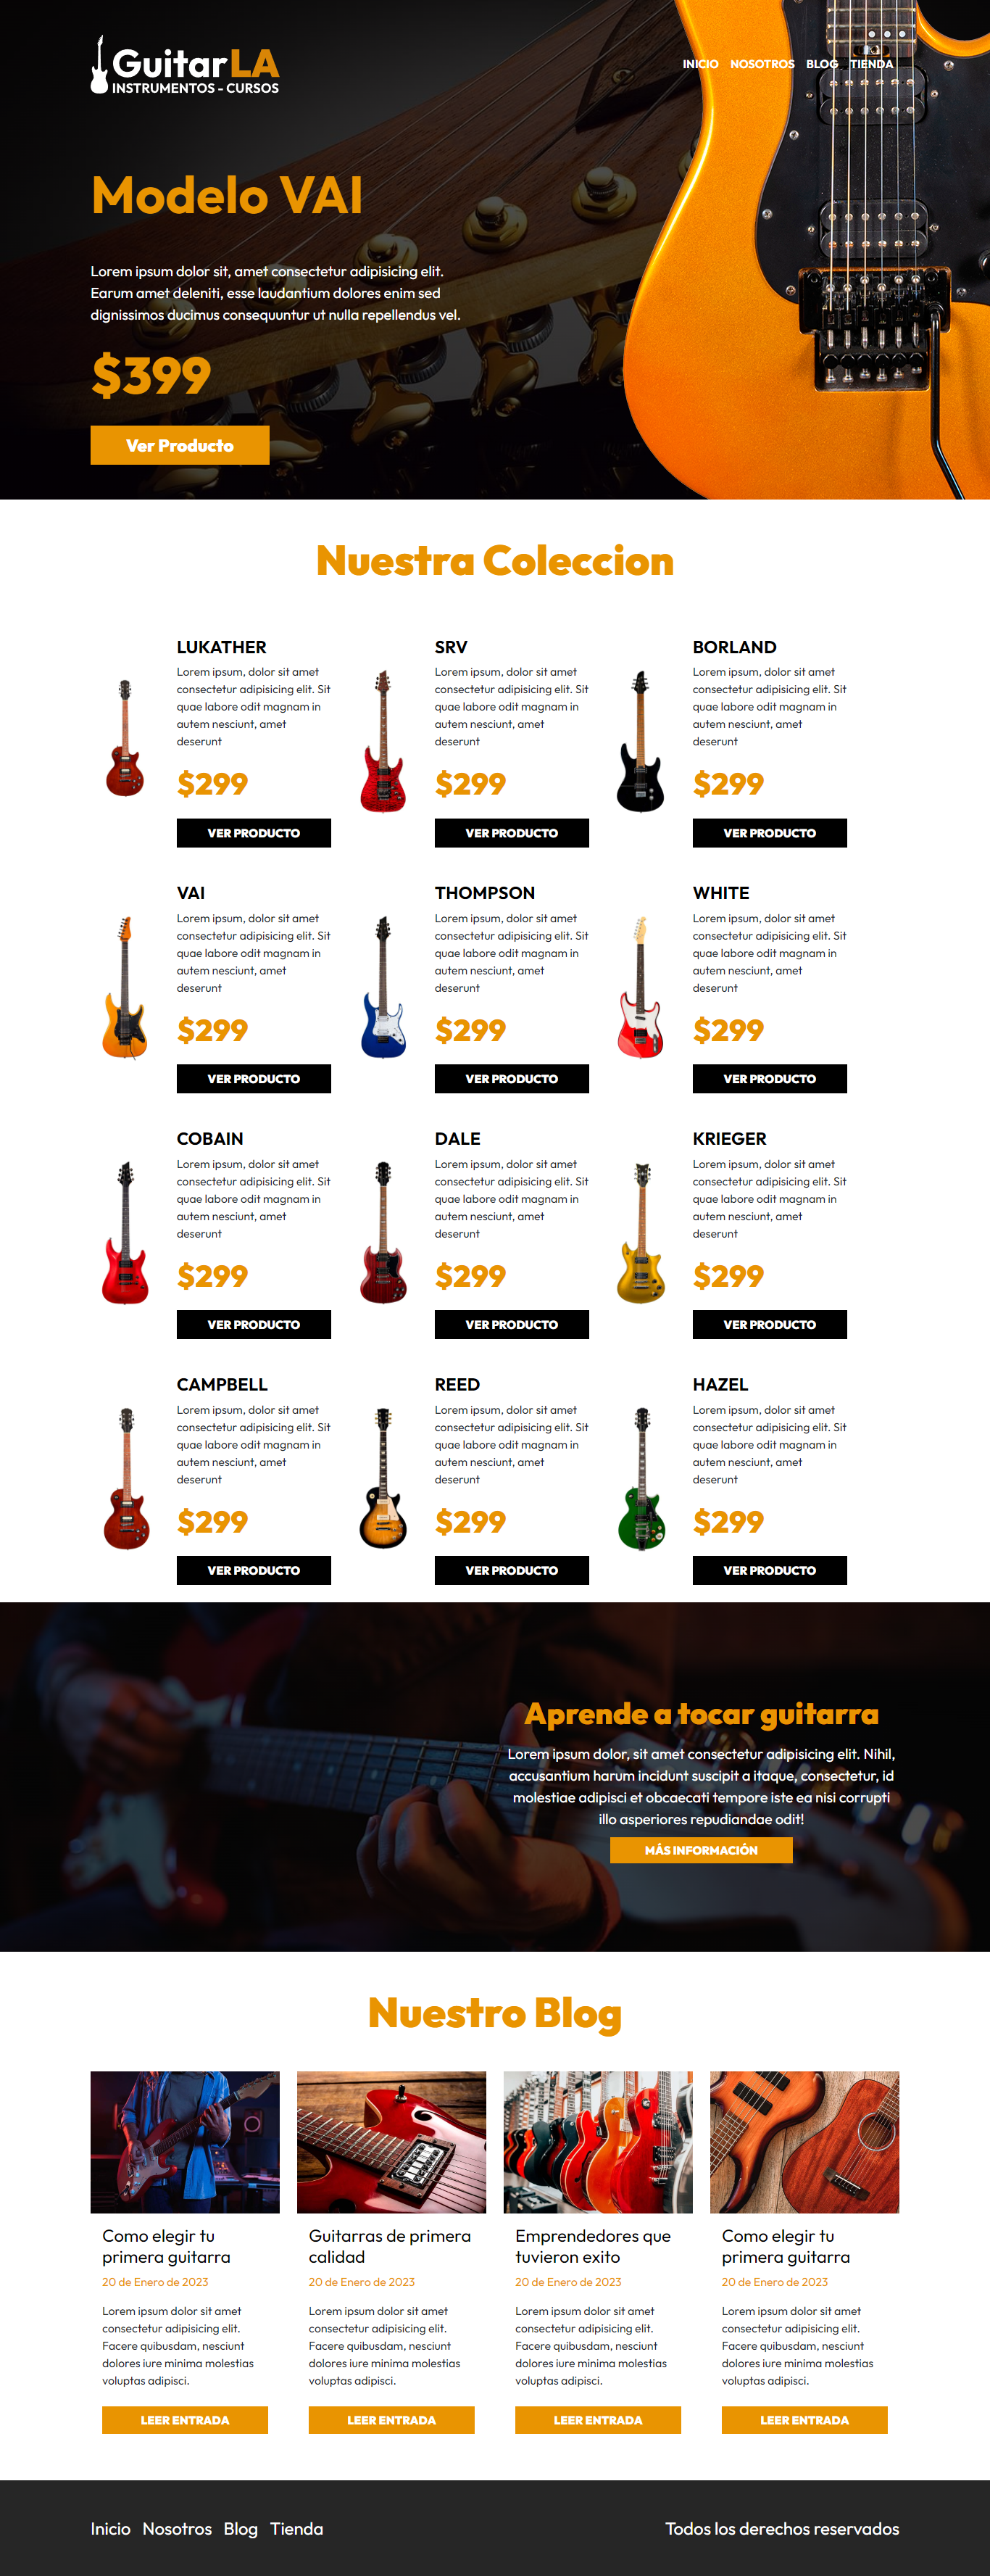 GuitarLA
INSTRUMENTOS - CURSOS
INICIO NOSOTROS BLOG TIENDA
Modelo VAI
Lorem ipsum dolor sit, amet consectetur adipisicing elit.
Earum amet deleniti, esse laudantium dolores enim sed
dignissimos ducimus consequuntur ut nulla repellendus vel.
$399
Ver Producto
Nuestra Coleccion
LUKATHER
Lorem ipsum, dolor sit amet
consectetur adipisicing elit. Sit
quae labore odit magnam in
autem nesciunt, amet
deserunt
$299
VER PRODUCTO
SRV
Lorem ipsum, dolor sit amet
consectetur adipisicing elit. Sit
quae labore odit magnam in
autem nesciunt, amet
deserunt
$299
VER PRODUCTO
BORLAND
Lorem ipsum, dolor sit amet
consectetur adipisicing elit. Sit
quae labore odit magnam in
autem nesciunt, amet
deserunt
$299
VER PRODUCTO
VAI
Lorem ipsum, dolor sit amet
consectetur adipisicing elit. Sit
quae labore odit magnam in
autem nesciunt, amet
deserunt
$299
VER PRODUCTO
THOMPSON
Lorem ipsum, dolor sit amet
consectetur adipisicing elit. Sit
quae labore odit magnam in
autem nesciunt, amet
deserunt
$299
VER PRODUCTO
WHITE
Lorem ipsum, dolor sit amet
consectetur adipisicing elit. Sit
quae labore odit magnam in
autem nesciunt, amet
deserunt
$299
VER PRODUCTO
COBAIN
Lorem ipsum, dolor sit amet
consectetur adipisicing elit. Sit
quae labore odit magnam in
autem nesciunt, amet
deserunt
$299
VER PRODUCTO
DALE
Lorem ipsum, dolor sit amet
consectetur adipisicing elit. Sit
quae labore odit magnam in
autem nesciunt, amet
deserunt
$299
VER PRODUCTO
KRIEGER
Lorem ipsum, dolor sit amet
consectetur adipisicing elit. Sit
quae labore odit magnam in
autem nesciunt, amet
deserunt
$299
VER PRODUCTO
CAMPBELL
Lorem ipsum, dolor sit amet
consectetur adipisicing elit. Sit
quae labore odit magnam in
autem nesciunt, amet
deserunt
$299
VER PRODUCTO
REED
Lorem ipsum, dolor sit amet
consectetur adipisicing elit. Sit
quae labore odit magnam in
autem nesciunt, amet
deserunt
$299
VER PRODUCTO
HAZEL
Lorem ipsum, dolor sit amet
consectetur adipisicing elit. Sit
quae labore odit magnam in
autem nesciunt, amet
deserunt
$299
VER PRODUCTO
Aprende a tocar guitarra
Lorem ipsum dolor, sit amet consectetur adipisicing elit. Nihil,
accusantium harum incidunt suscipit a itaque, consectetur, id
molestiae adipisci et obcaecati tempore iste ea nisi corrupti
illo asperiores repudiandae odit!
MÁS INFORMACIÓN
Nuestro Blog
Como elegir tu
primera guitarra
20 de Enero de 2023
Lorem ipsum dolor sit amet
consectetur adipisicing elit.
Facere quibusdam, nesciunt
dolores iure minima molestias
voluptas adipisci.
LEER ENTRADA
Guitarras de primera
calidad
20 de Enero de 2023
Lorem ipsum dolor sit amet
consectetur adipisicing elit.
Facere quibusdam, nesciunt
dolores iure minima molestias
voluptas adipisci.
LEER ENTRADA
Emprendedores que
tuvieron exito
20 de Enero de 2023
Lorem ipsum dolor sit amet
consectetur adipisicing elit.
Facere quibusdam, nesciunt
dolores iure minima molestias
voluptas adipisci.
LEER ENTRADA
Como elegir tu
primera guitarra
20 de Enero de 2023
Lorem ipsum dolor sit amet
consectetur adipisicing elit.
Facere quibusdam, nesciunt
dolores iure minima molestias
voluptas adipisci.
LEER ENTRADA
Inicio Nosotros Blog Tienda
Todos los derechos reservados